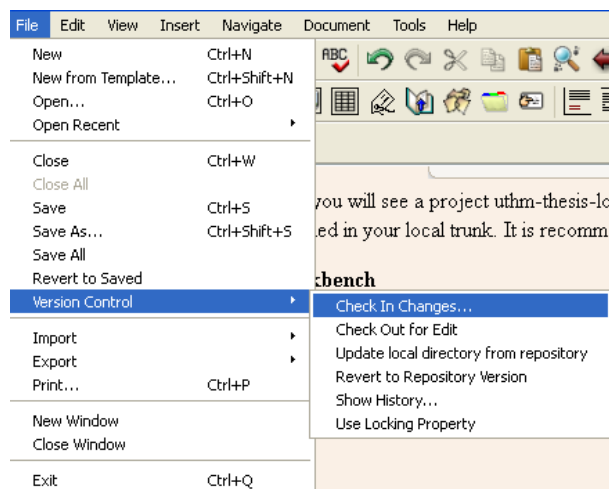 File Edit View Insert Navigate Document Tools Help
New Ctrl+N
New from Template... Ctrl+Shift+N
Open... Ctrl+O
Open Recent
Close Ctrl+W
Close All
Save Ctrl+S
Save As... Ctrl+Shift+S
Save All
Revert to Saved
Version Control
Import
Export
Print... Ctrl+P
New Window
Close Window
Exit Ctrl+Q
ABC
you will see a project uthm-thesis-lo
ed in your local trunk. It is recomm
kbench
Check In Changes...
Check Out for Edit
Update local directory from repository
Revert to Repository Version
Show History...
Use Locking Property